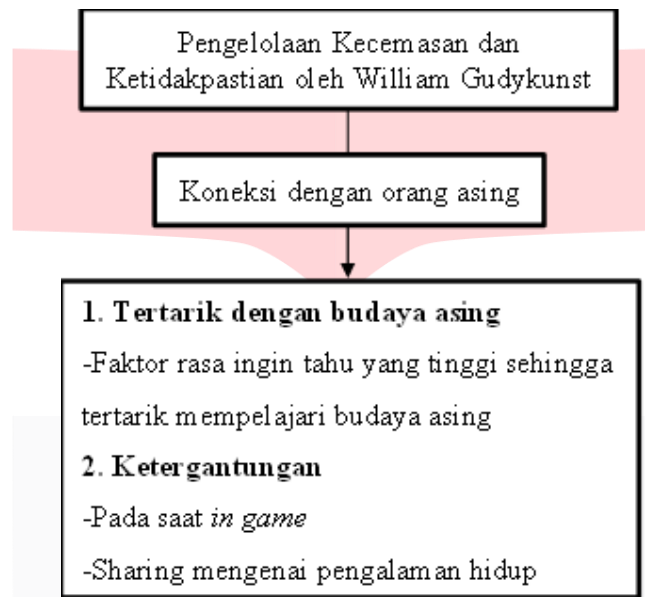 Pengelolaan Kecemasan dan
Ketidakpastian oleh William Gudykunst
Koneksi dengan orang asing
1. Tertarik dengan budaya asing
-Faktor rasa ingin tahu yang tinggi sehingga
tertarik mempelajari budaya asing
2. Ketergantungan
-Pada saat in game
-Sharing mengenai pengalaman hidup